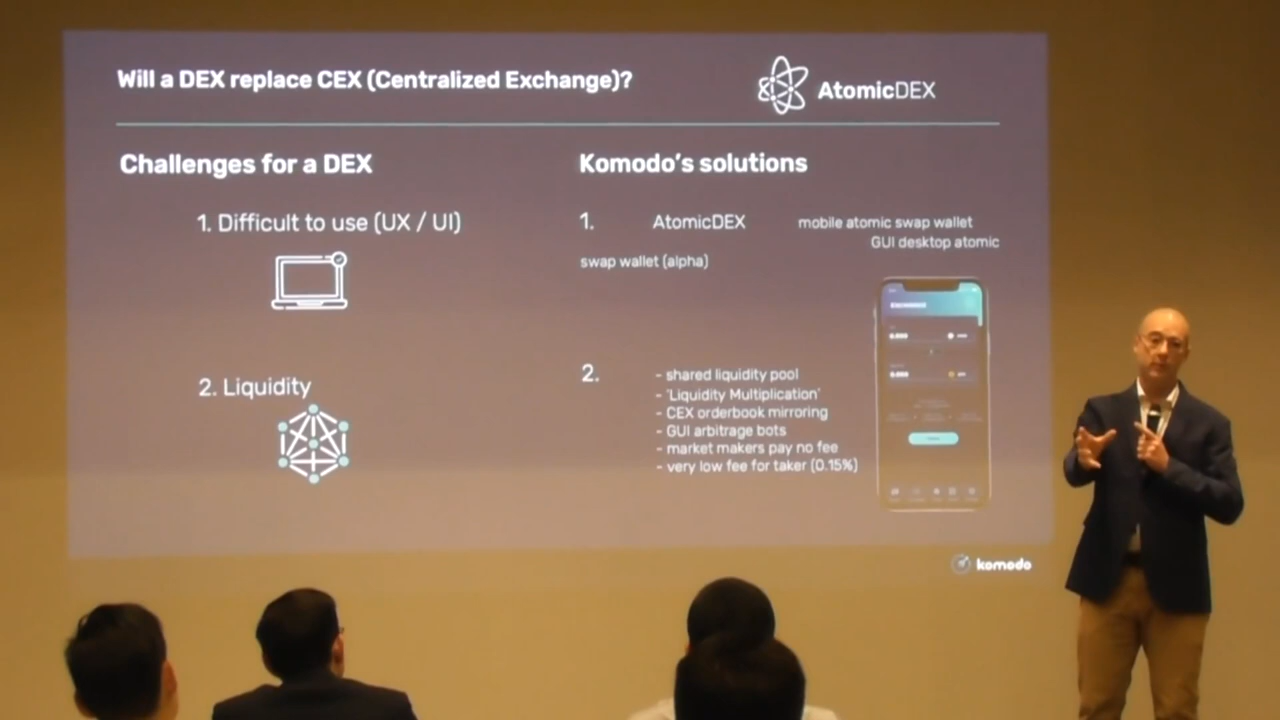 Will a DEX replace CEX (Centralized Exchange)?
AtomicDEX
Challenges for a DEX
1. Difficult to use (UX / UI)
2. Liquidity
Komodo's solutions
1. AtomicDEX mobile atomic swap wallet
GUI desktop atomic
swap wallet (alpha)
2. - shared liquidity pool
- 'Liquidity Multiplication'
- CEX orderbook mirroring
- GUI arbitrage bots
- market makers pay no fee
- very low fee for taker (0.15%)
komodo